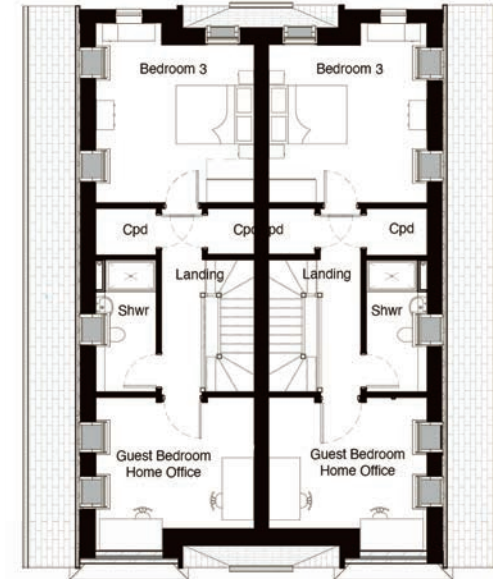 Bedroom 3
Bedroom 3
Cpd
Cpd
pd
Cpd
Landing
Landing
Shwr
Shwr
Guest Bedroom
Home Office
Guest Bedroom
Home Office